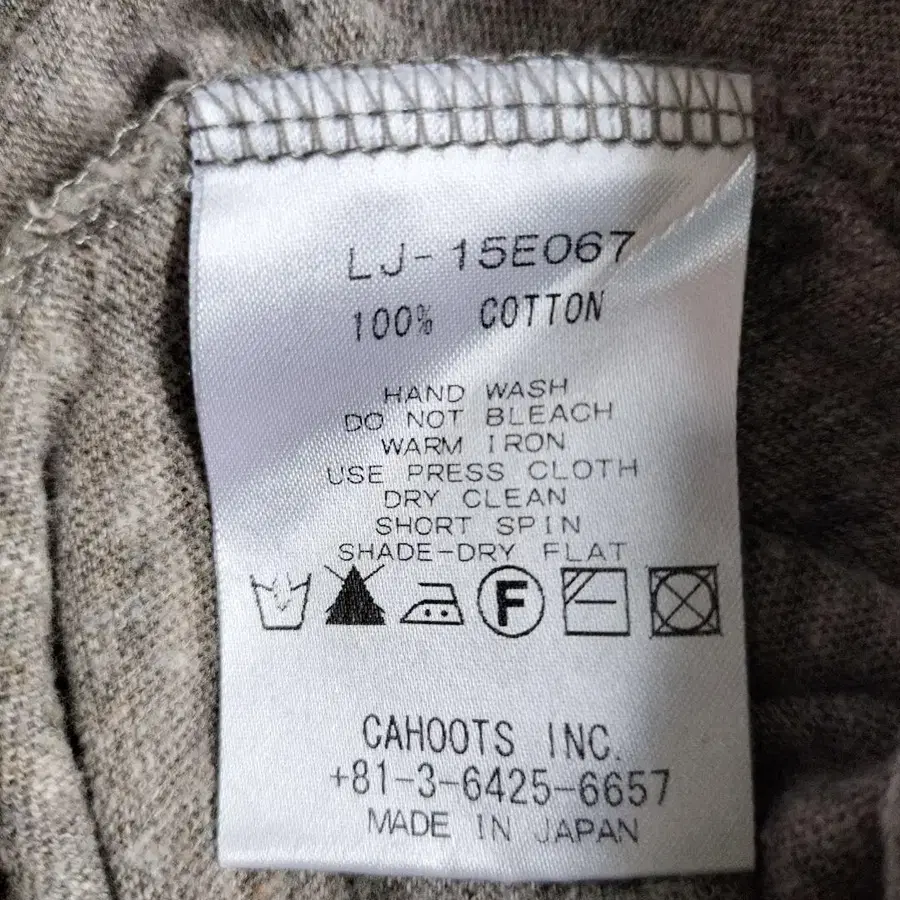 LJ-15E067
100% COTTON
HAND WASH
DO NOT BLEACH
WARM IRON
USE PRESS CLOTH
DRY CLEAN
SHORT SPIN
SHADE-DRY FLAT
F
CAHOOTS INC.
+81-3-6425-6657
MADE IN JAPAN